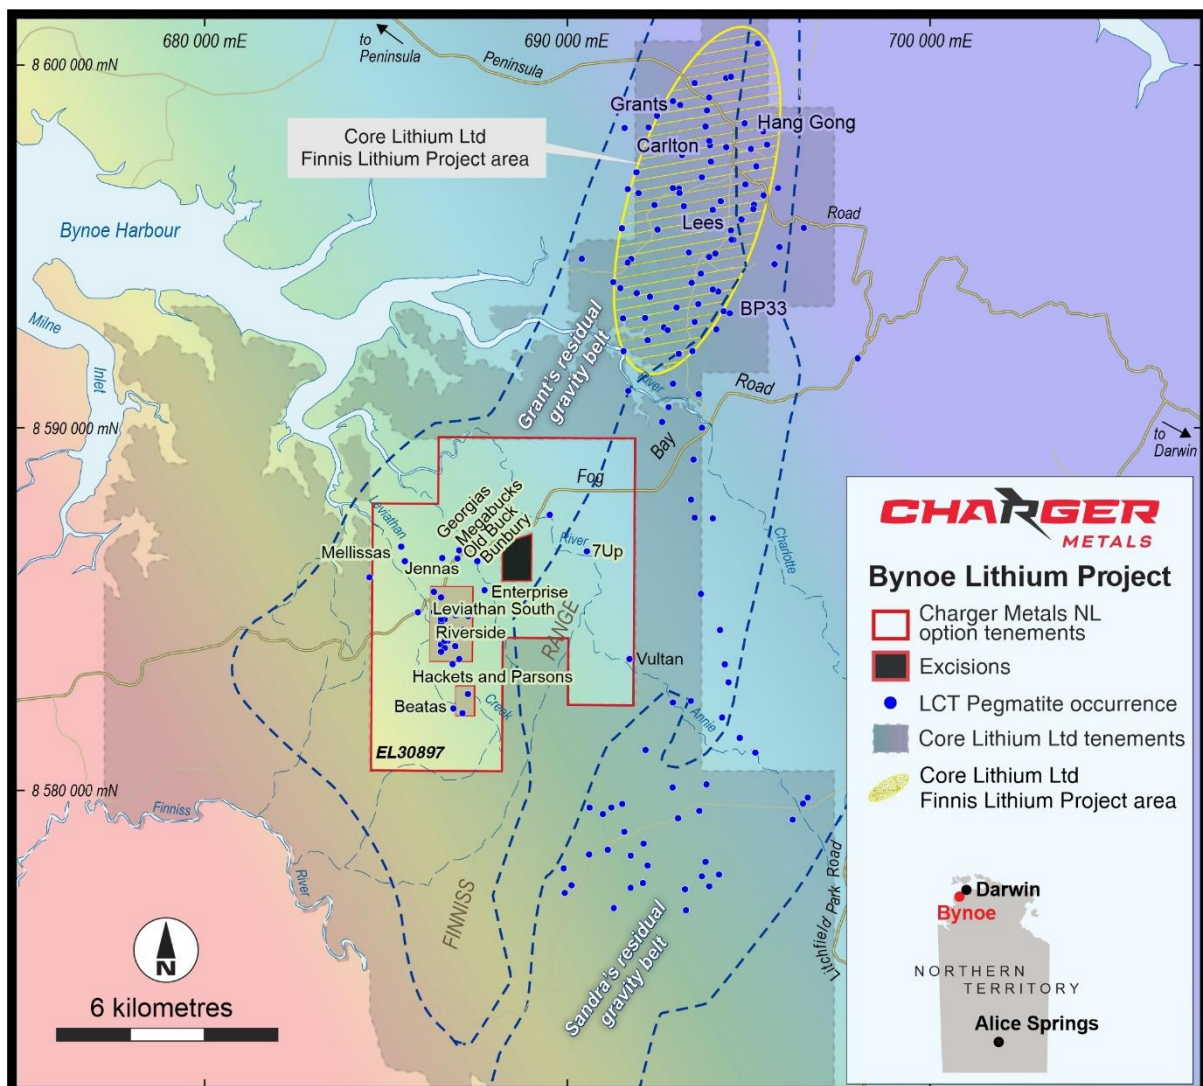 680 000 mE
690 000 mE
700 000 mE
to
Peninsula
8 600 000 mN
Peninsula
Grants
Hang Gong
Core Lithium Ltd
Finnis Lithium Project area
Carlton
Bynoe Harbour
Lees
Road
Milne
Inlet
BP33
Grant's residual
gravity belt
River
Road
8 590 000 mN
Bay
to
Darwin
Fog
Leviathan
Georgias
Megabucks
Old Buck
Bunbury
River
Charlotte
Mellissas
Jennas
7Up
Enterprise
Leviathan South
Riverside
RANGE
Vultan
Hackets and Parsons
Beatas
Creek
Annie
EL30897
8 580 000 mN
Finniss
River
FINNISS
Sandra's residual
gravity belt
Litchfield Park Road
N
6 kilometres
CHARGER
METALS
Bynoe Lithium Project
Charger Metals NL
option tenements
Excisions
LCT Pegmatite occurrence
Core Lithium Ltd tenements
Core Lithium Ltd
Finnis Lithium Project area
Darwin
Bynoe
NORTHERN
TERRITORY
Alice Springs